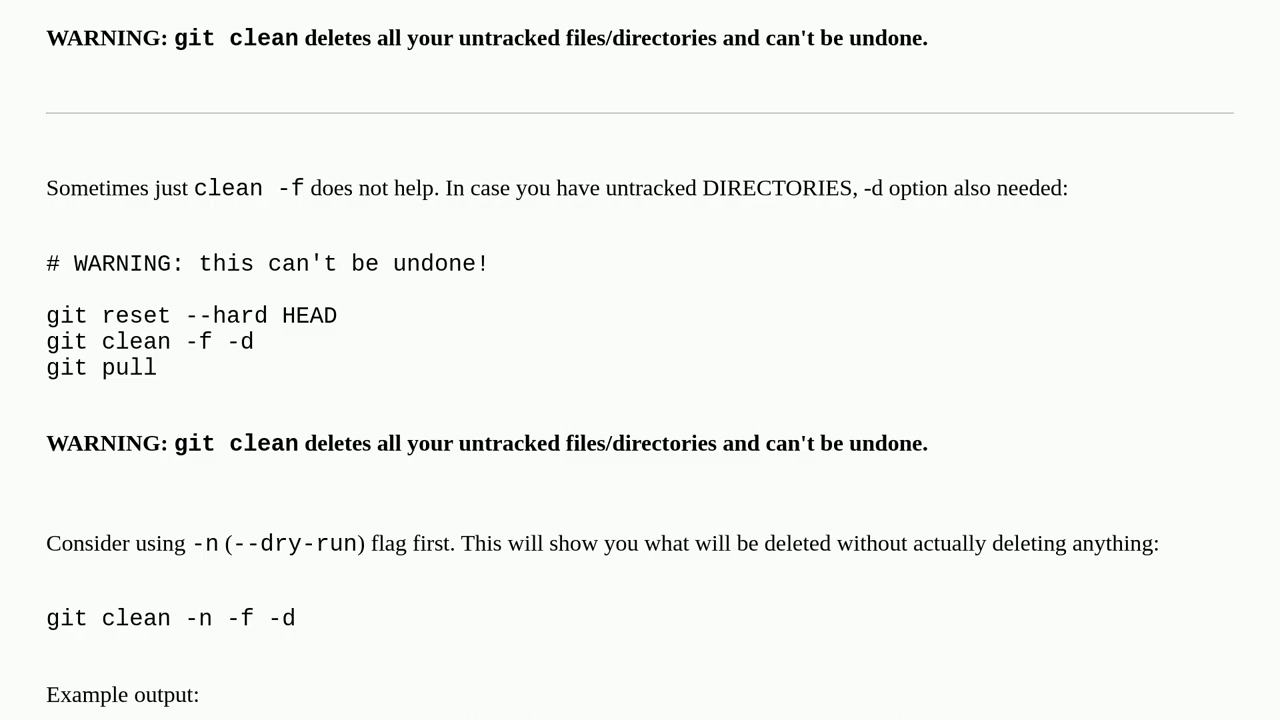 WARNING: git clean deletes all your untracked files/directories and can't be undone.
Sometimes just clean -f does not help. In case you have untracked DIRECTORIES, -d option also needed:
# WARNING: this can't be undone!
git reset --hard HEAD
git clean -f -d
git pull
WARNING: git clean deletes all your untracked files/directories and can't be undone.
Consider using -n (--dry-run) flag first. This will show you what will be deleted without actually deleting anything:
git clean -n -f -d
Example output: